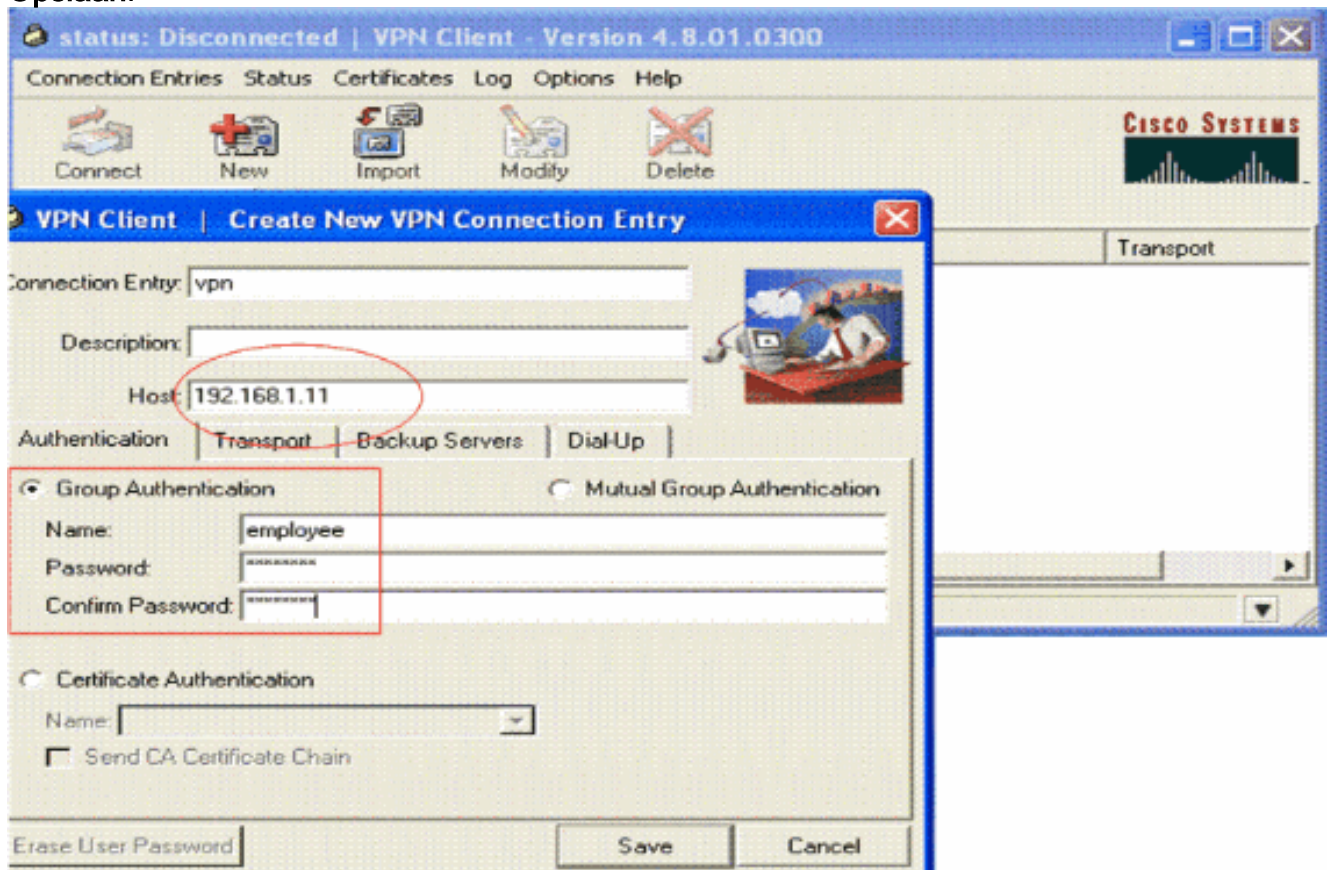 status: Disconnected | VPN Client - Version 4.8.01.0300
Connection Entries Status Certificates Log Options Help
Connect New Import Modify Delete
CISCO SYSTEMS
VPN Client | Create New VPN Connection Entry
Transport
Connection Entry: vpn
Description:
Host: 192.168.1.11
Authentication Transport Backup Servers Dial-Up
Group Authentication Mutual Group Authentication
Name: employee
Password: ********
Confirm Password: ********
Certificate Authentication
Name:
Send CA Certificate Chain
Erase User Password Save Cancel